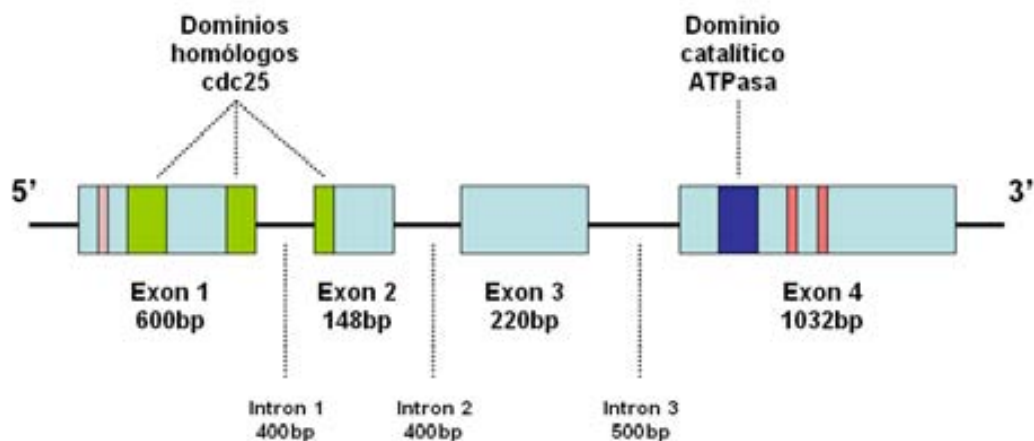 Dominios
homólogos
cdc25
Dominio
catalítico
ATPasa
5’
3’
Exon 1
600bp
Exon 2
148bp
Exon 3
220bp
Exon 4
1032bp
Intron 1
400bp
Intron 2
400bp
Intron 3
500bp